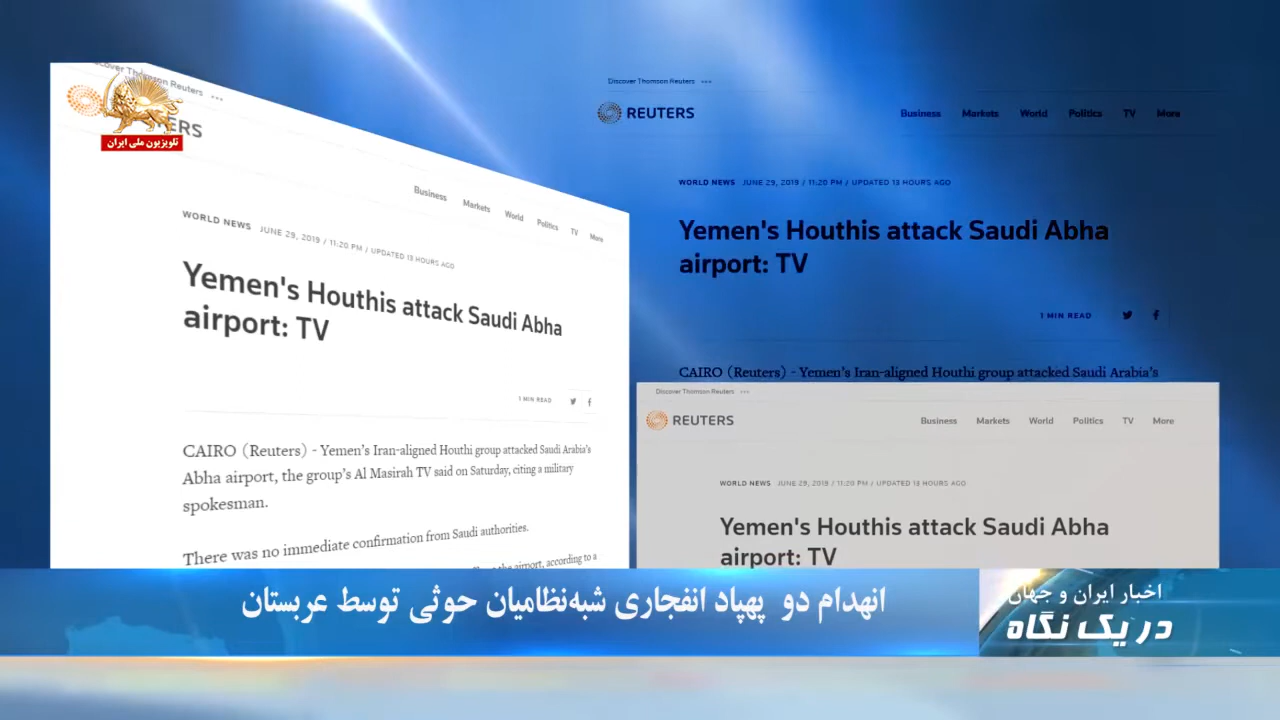 Discover Thomson Reuters ...
ERS
تلویزیون ملی ایران
Business Markets World Politics TV More
WORLD NEWS JUNE 29, 2019 / 11:20 PM / UPDATED 13 HOURS AGO
Yemen's Houthis attack Saudi Abha
airport: TV
1 MIN READ
CAIRO (Reuters) - Yemen's Iran-aligned Houthi group attacked Saudi Arabia's
Abha airport, the group's Al Masirah TV said on Saturday, citing a military
spokesman.
There was no immediate confirmation from Saudi authorities.
the airport, according to a
Discover Thomson Reuters ...
REUTERS
Business Markets World Politics TV More
WORLD NEWS JUNE 29, 2019 / 11:20 PM / UPDATED 13 HOURS AGO
Yemen's Houthis attack Saudi Abha
airport: TV
1 MIN READ
CAIRO (Reuters) - Yemen's Iran-aligned Houthi group attacked Saudi Arabia's
Discover Thomson Reuters ...
REUTERS
Business Markets World Politics TV More
WORLD NEWS JUNE 29, 2019 / 11:20 PM / UPDATED 13 HOURS AGO
Yemen's Houthis attack Saudi Abha
airport: TV
اخبار ایران و جهان
در یک نگاه
انهدام دو پهپاد انفجاری شبه‌نظامیان حوثی توسط عربستان